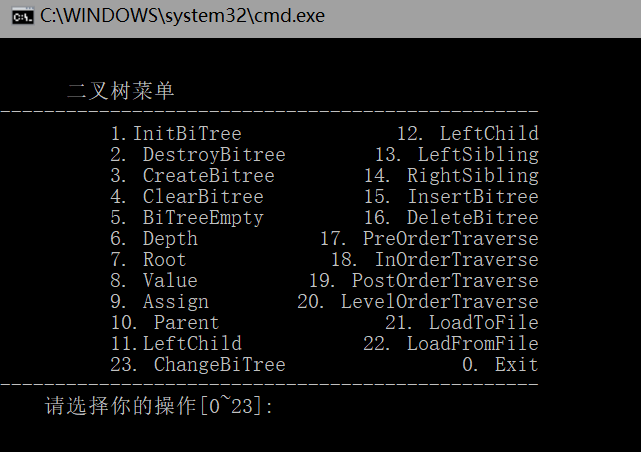 C:\WINDOWS\system32\cmd.exe
二叉树菜单
-------------------------------------------------
1.InitBiTree 12. LeftChild
2. DestroyBitree 13. LeftSibling
3. CreateBitree 14. RightSibling
4. ClearBitree 15. InsertBitree
5. BiTreeEmpty 16. DeleteBitree
6. Depth 17. PreOrderTraverse
7. Root 18. InOrderTraverse
8. Value 19. PostOrderTraverse
9. Assign 20. LevelOrderTraverse
10. Parent 21. LoadToFile
11.LeftChild 22. LoadFromFile
23. ChangeBiTree 0. Exit
-------------------------------------------------
请选择你的操作[0~23]: